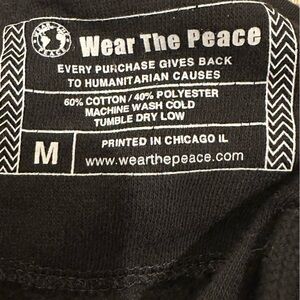 Wear The Peace
EVERY PURCHASE GIVES BACK
TO HUMANITARIAN CAUSES
60% COTTON / 40% POLYESTER
MACHINE WASH COLD
TUMBLE DRY LOW
M
PRINTED IN CHICAGO IL
www.wearthepeace.com